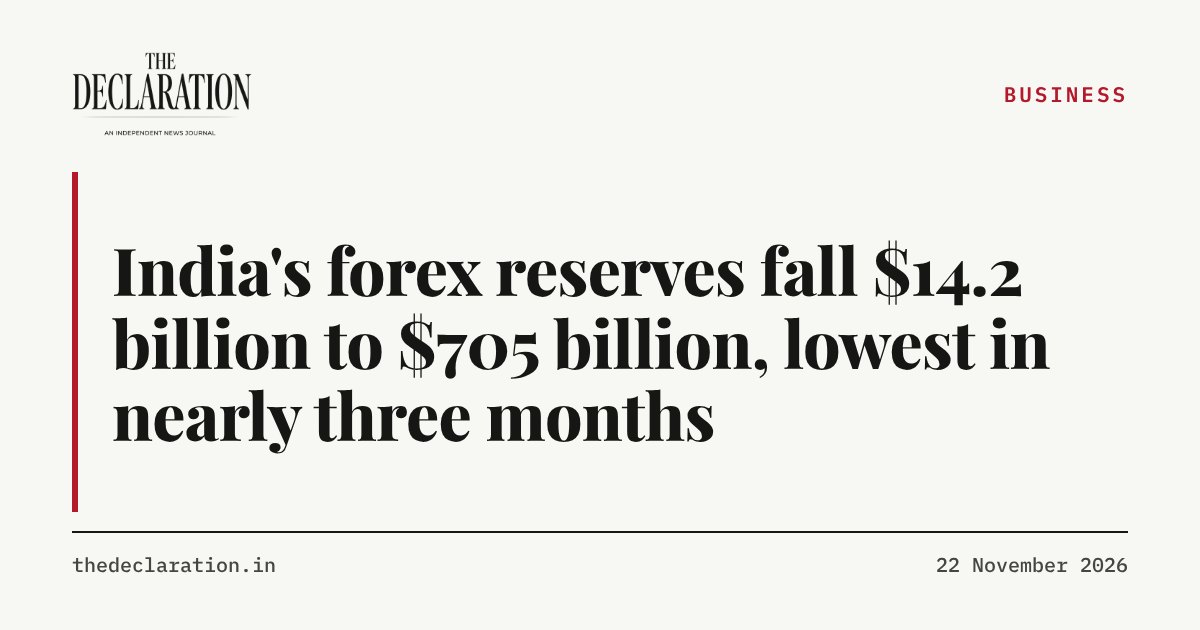 THE
DECLARATION
AN INDEPENDENT NEWS JOURNAL
BUSINESS
India's forex reserves fall $14.2
billion to $705 billion, lowest in
nearly three months
thedeclaration.in
22 November 2026